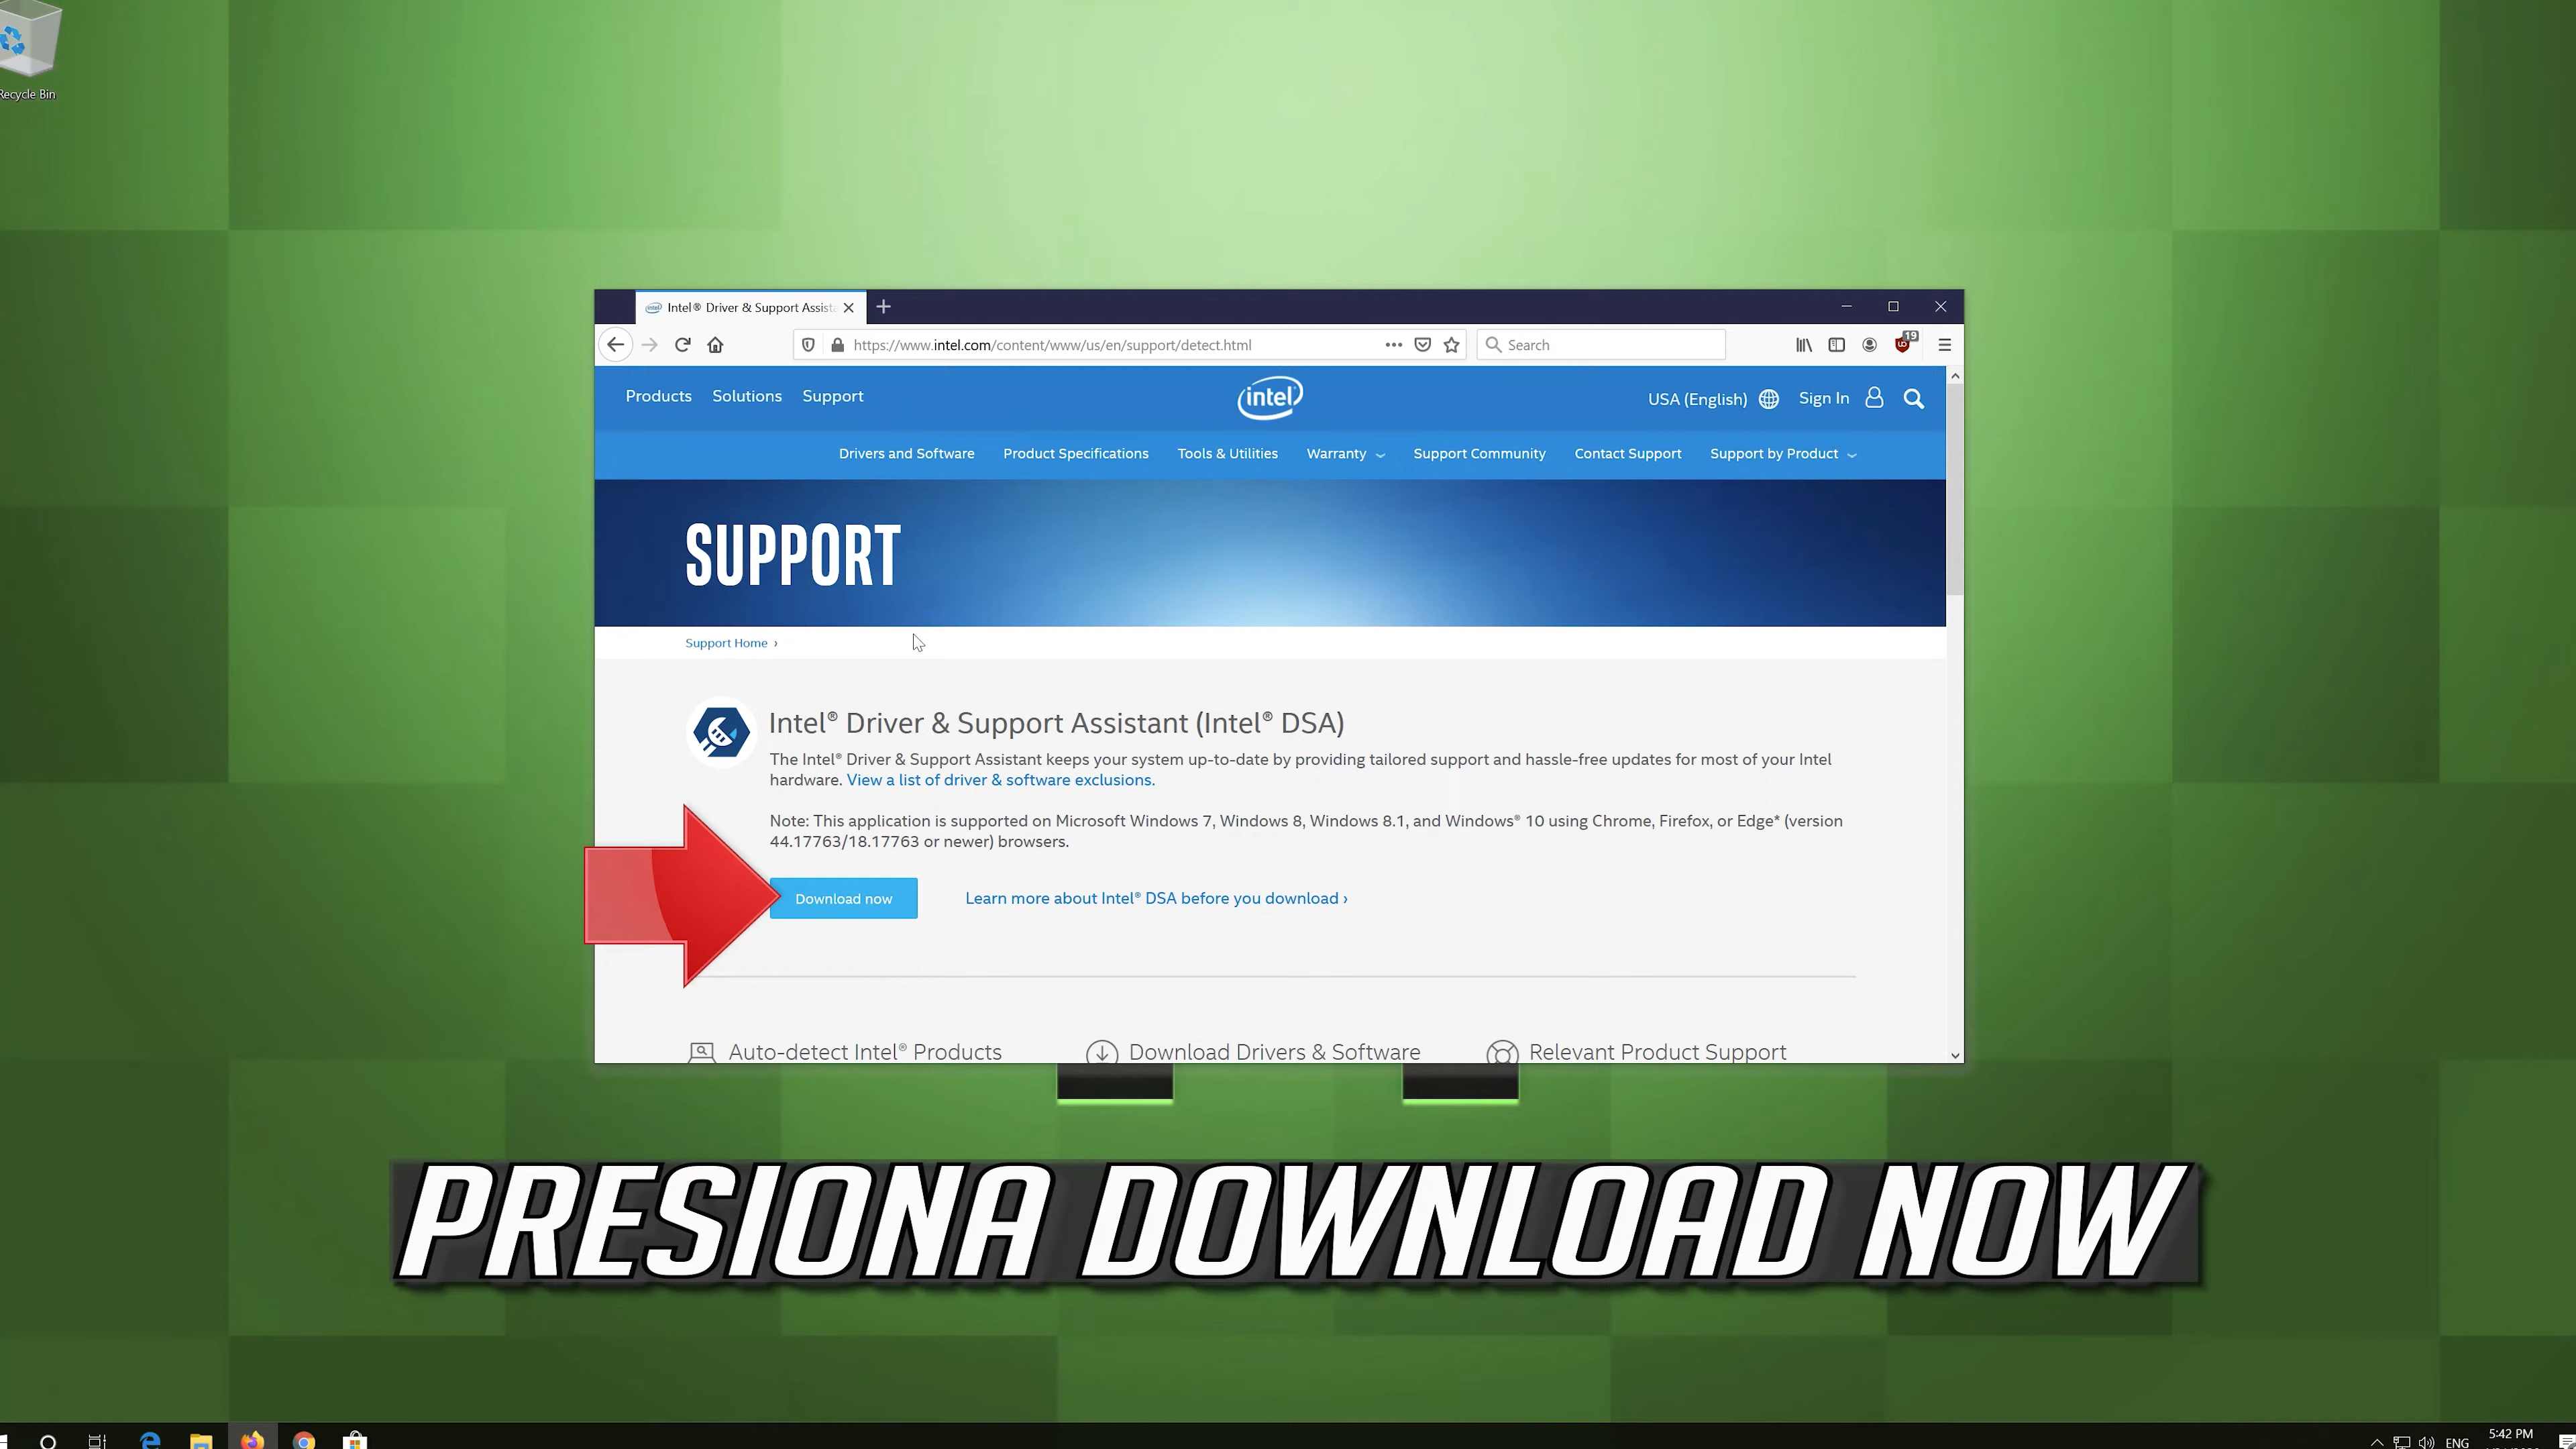 Recycle Bin
Intel® Driver & Support Assista
https://www.intel.com/content/www/us/en/support/detect.html
Search
19
Products Solutions Support
intel
USA (English) Sign In
Drivers and Software Product Specifications Tools & Utilities Warranty Support Community Contact Support Support by Product
SUPPORT
Support Home ›
Intel® Driver & Support Assistant (Intel® DSA)
The Intel® Driver & Support Assistant keeps your system up-to-date by providing tailored support and hassle-free updates for most of your Intel
hardware. View a list of driver & software exclusions.
Note: This application is supported on Microsoft Windows 7, Windows 8, Windows 8.1, and Windows® 10 using Chrome, Firefox, or Edge* (version
44.17763/18.17763 or newer) browsers.
Download now
Learn more about Intel® DSA before you download ›
Auto-detect Intel® Products
Download Drivers & Software
Relevant Product Support
PRESIONA DOWNLOAD NOW
ENG
5:42 PM